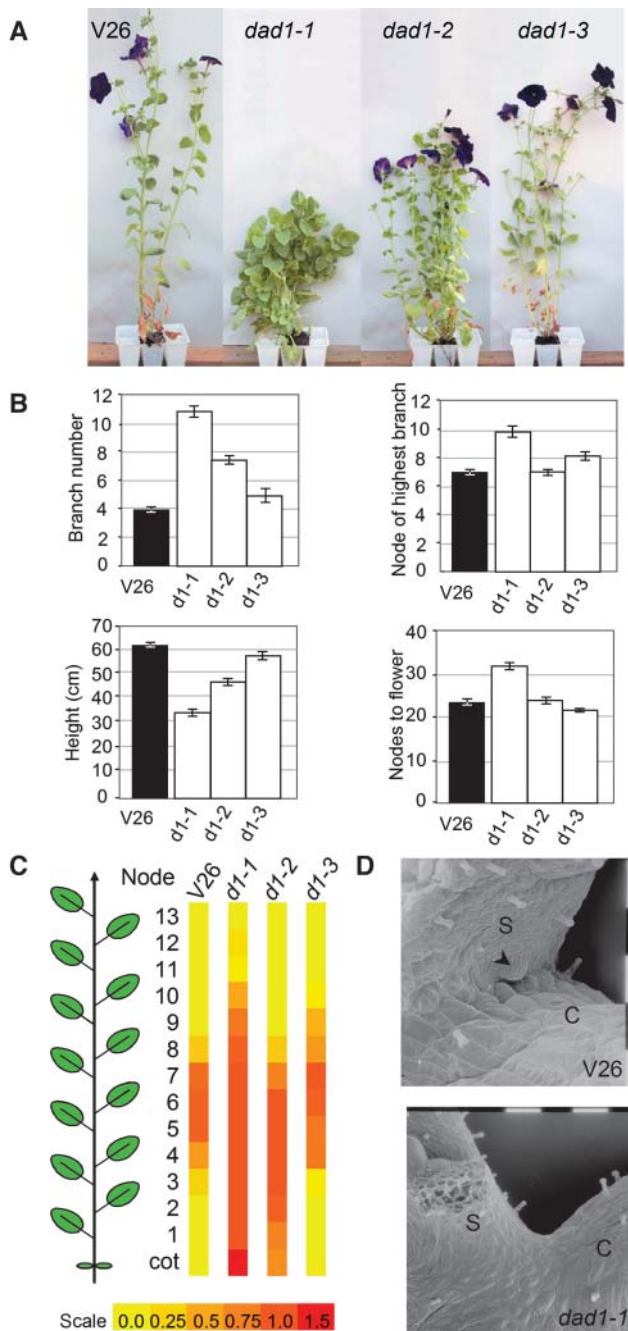 A
V26 dad1-1 dad1-2 dad1-3
B
Branch number
12
10
8
6
4
2
0
V26 d1-1 d1-2 d1-3
Node of highest branch
12
10
8
6
4
2
0
V26 d1-1 d1-2 d1-3
Height (cm)
70
60
50
40
30
20
10
0
V26 d1-1 d1-2 d1-3
Nodes to flower
40
30
20
10
0
V26 d1-1 d1-2 d1-3
C
Node V26 d1-1 d1-2 d1-3
13
12
11
10
9
8
7
6
5
4
3
2
1
cot
Scale 0.0 0.25 0.5 0.75 1.0 1.5
D
S
C
V26
S
C
dad1-1